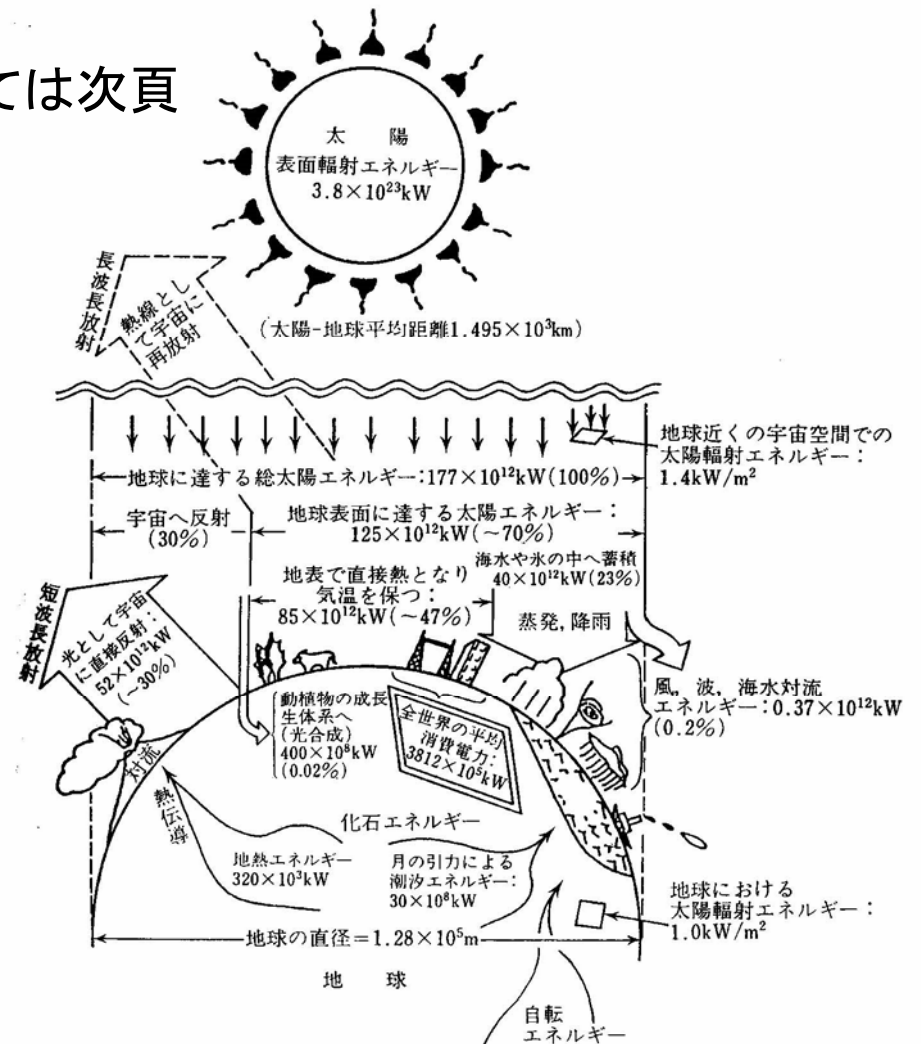 ては次頁
太 陽
表面輻射エネルギー
3.8×10²³kW
(太陽-地球平均距離1.495×10³km)
長波長放射
熱線とし
て宇宙に
再放射
地球近くの宇宙空間での
太陽輻射エネルギー:
1.4kW/m²
地球に達する総太陽エネルギー:177×10¹²kW(100%)
宇宙へ反射
(30%)
地球表面に達する太陽エネルギー:
125×10¹²kW(~70%)
海水や氷の中へ蓄積
40×10¹²kW(23%)
地表で直接熱となり
気温を保つ:
85×10¹²kW(~47%)
蒸発,降雨
短波長放射
光として宇宙
に直接反射:
52×10¹²kW
(~30%)
風,波,海水対流
エネルギー:0.37×10¹²kW
(0.2%)
動植物の成長
生体系へ
(光合成)
400×10⁸kW
(0.02%)
全世界の平均
消費電力:
3812×10⁵kW
対流
熱伝導
化石エネルギー
地熱エネルギー
320×10³kW
月の引力による
潮汐エネルギー:
30×10⁸kW
地球における
太陽輻射エネルギー:
1.0kW/m²
地球の直径=1.28×10⁵m
地 球
自転
エネルギー